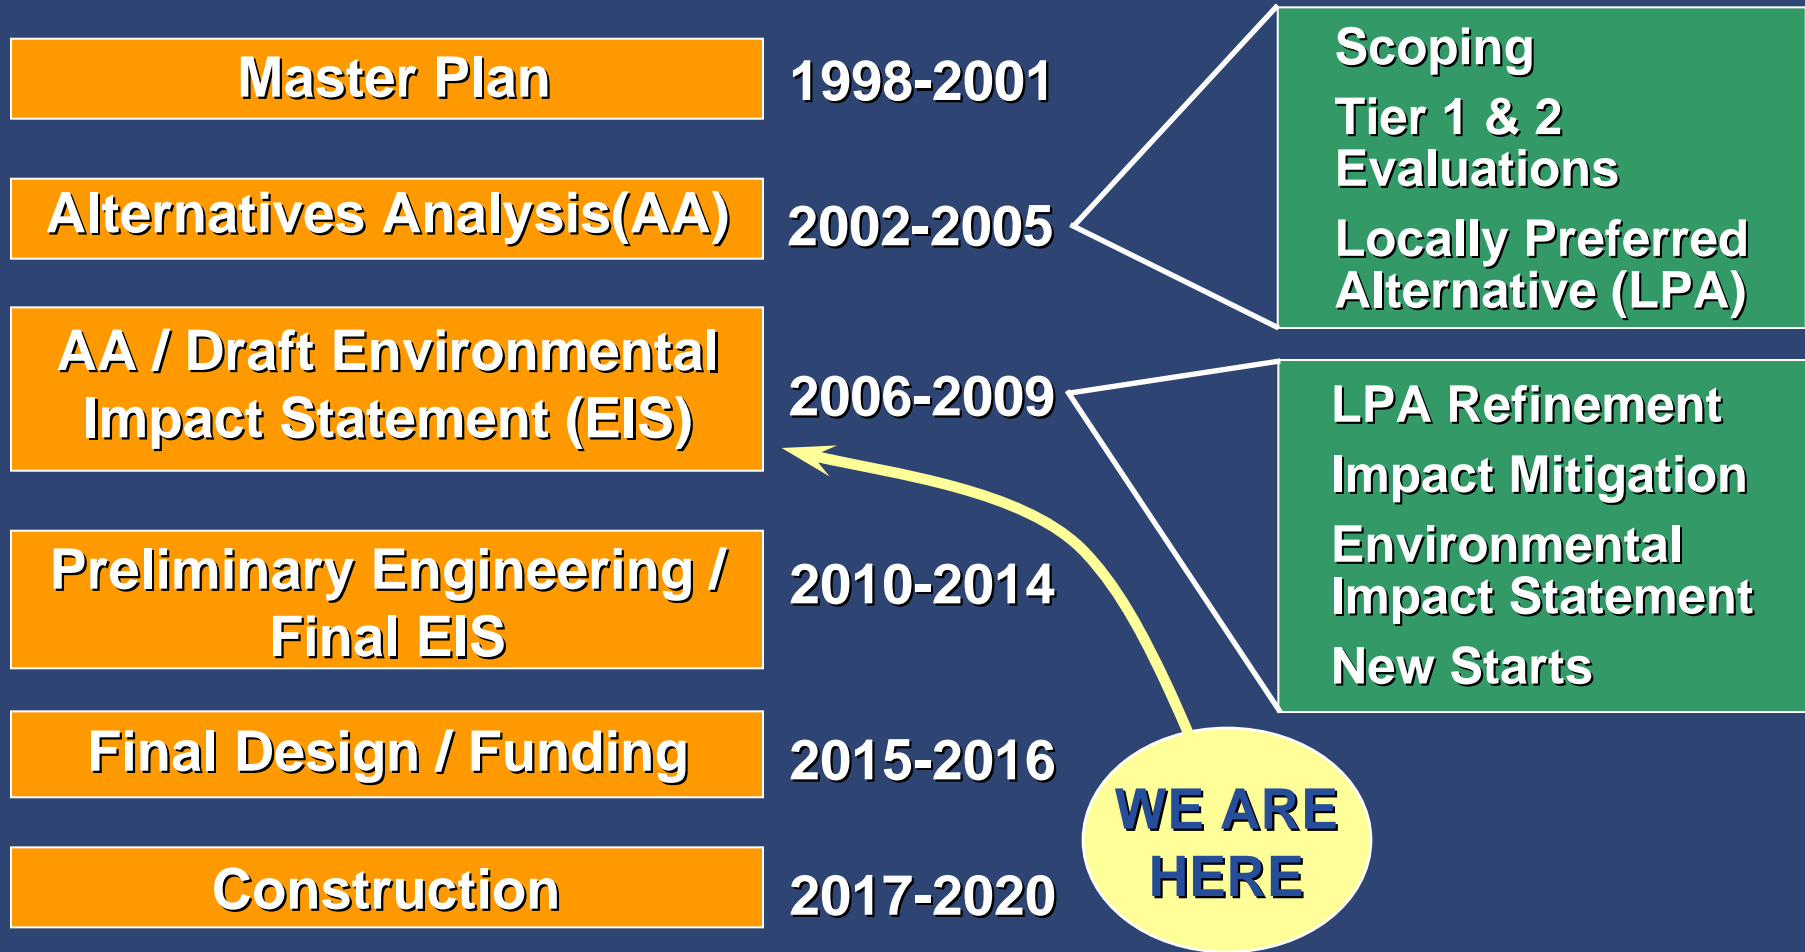 Master Plan
1998-2001
Alternatives Analysis(AA)
2002-2005
Scoping
Tier 1 & 2
Evaluations
Locally Preferred
Alternative (LPA)
AA / Draft Environmental
Impact Statement (EIS)
2006-2009
LPA Refinement
Impact Mitigation
Environmental
Impact Statement
New Starts
Preliminary Engineering /
Final EIS
2010-2014
Final Design / Funding
2015-2016
Construction
2017-2020
WE ARE
HERE